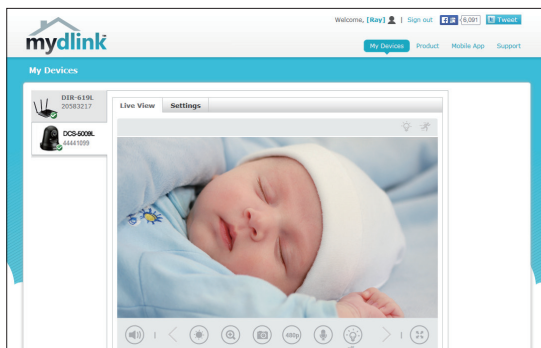 Welcome, [Ray] | Sign out 6,091 Tweet
mydlink
My Devices Product Mobile App Support
My Devices
DIR-619L
20583217
DCS-5009L
44441099
Live View Settings
480p